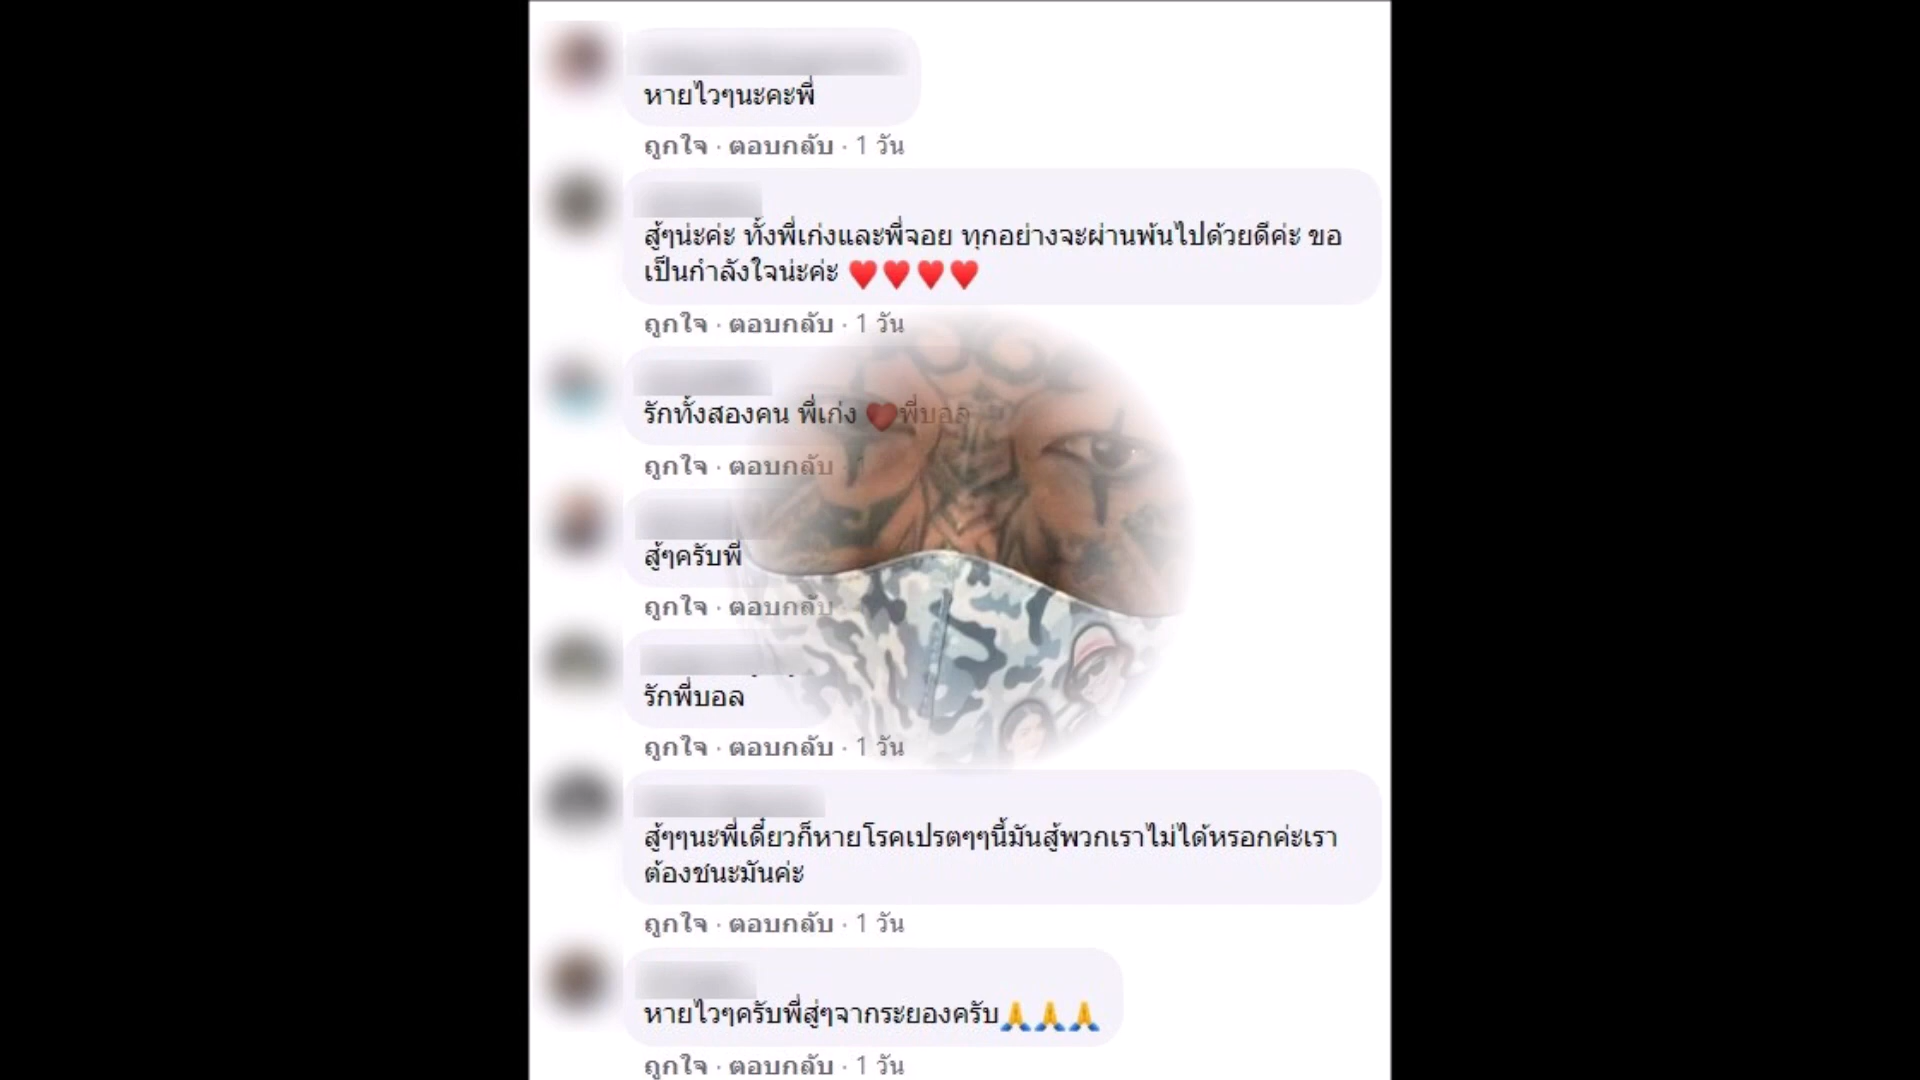 หายไวๆนะคะพี่
ถูกใจ · ตอบกลับ · 1 วัน
สู้ๆน่ะค่ะ ทั้งพี่เก่งและพี่จอย ทุกอย่างจะผ่านพ้นไปด้วยดีค่ะ ขอ
เป็นกำลังใจน่ะค่ะ ♥️♥️♥️♥️
ถูกใจ · ตอบกลับ · 1 วัน
รักทั้งสองคน พี่เก่ง ♥️พี่บอล
ถูกใจ · ตอบกลับ · 1
สู้ๆครับพี่
ถูกใจ · ตอบกลับ
รักพี่บอล
ถูกใจ · ตอบกลับ · 1 วัน
สู้ๆๆนะพี่เดี๋ยวก็หายโรคเปรตๆๆนี้มันสู้พวกเราไม่ได้หรอกค่ะเรา
ต้องชนะมันค่ะ
ถูกใจ · ตอบกลับ · 1 วัน
หายไวๆครับพี่สู่ๆจากระยองครับ🙏🙏🙏
ถูกใจ · ตอบกลับ · 1 วัน